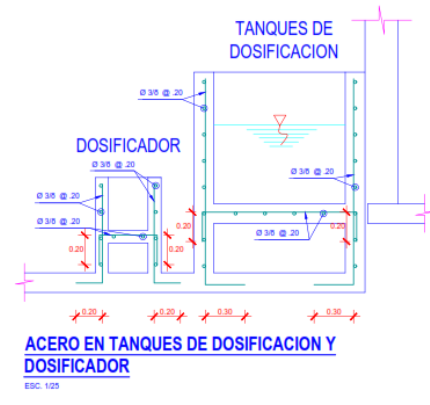 TANQUES DE
DOSIFICACION
Ø 3/8 @ .20
DOSIFICADOR
Ø 3/8 @ .20
Ø 3/8 @ .20
Ø 3/8 @ .20
Ø 3/8 @ .20
Ø 3/8 @ .20
0.20
0.20
0.20
0.20
0.20
0.20
0.30
0.30
ACERO EN TANQUES DE DOSIFICACION Y
DOSIFICADOR
ESC. 1/25